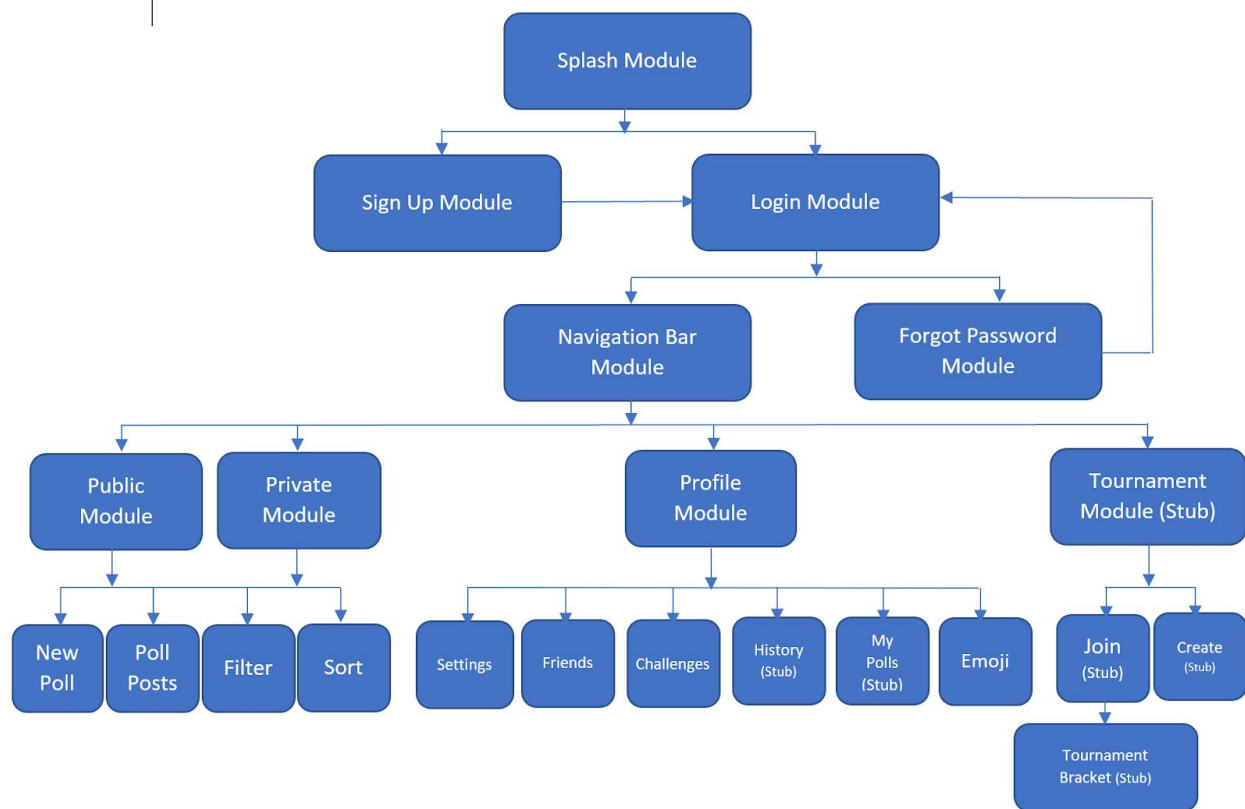 Splash Module
Sign Up Module
Login Module
Navigation Bar
Module
Forgot Password
Module
Public
Module
Private
Module
Profile
Module
Tournament
Module (Stub)
New
Poll
Poll
Posts
Filter
Sort
Settings
Friends
Challenges
History
(Stub)
My
Polls
(Stub)
Emoji
Join
(Stub)
Create
(Stub)
Tournament
Bracket (Stub)